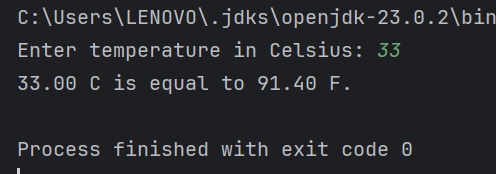 C:\Users\LENOVO\.jdks\openjdk-23.0.2\bin
Enter temperature in Celsius: 33
33.00 C is equal to 91.40 F.
Process finished with exit code 0